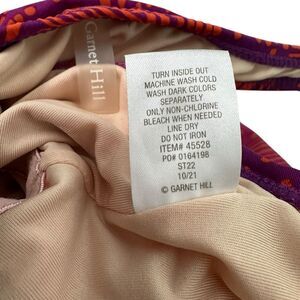 Garnet Hill
TURN INSIDE OUT
MACHINE WASH COLD
WASH DARK COLORS
SEPARATELY
ONLY NON-CHLORINE
BLEACH WHEN NEEDED
LINE DRY
DO NOT IRON
ITEM# 45528
PO# 0164198
ST22
10/21
© GARNET HILL